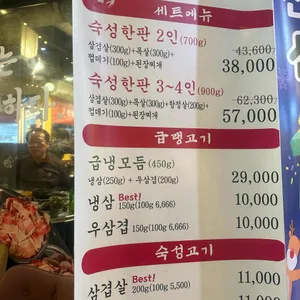 세트메뉴
숙성한판 2인(700g)
삼겹살(300g)+목살(300g)+ 43,600
껍데기(100g)+된장찌개 38,000
숙성한판 3~4인(900g)
삼겹살(300g)+목살(300g)+항정살(200g)+ 62,300
껍데기(100g)+된장찌개 57,000
급랭고기
급냉모듬 (450g)
냉삼(250g) + 우삼겹(200g) 29,000
냉삼 Best! 150g(100g 6,666) 10,000
우삼겹 150g(100g 6,666) 10,000
숙성고기
삼겹살 Best! 200g(100g 5,500) 11,000
11,000